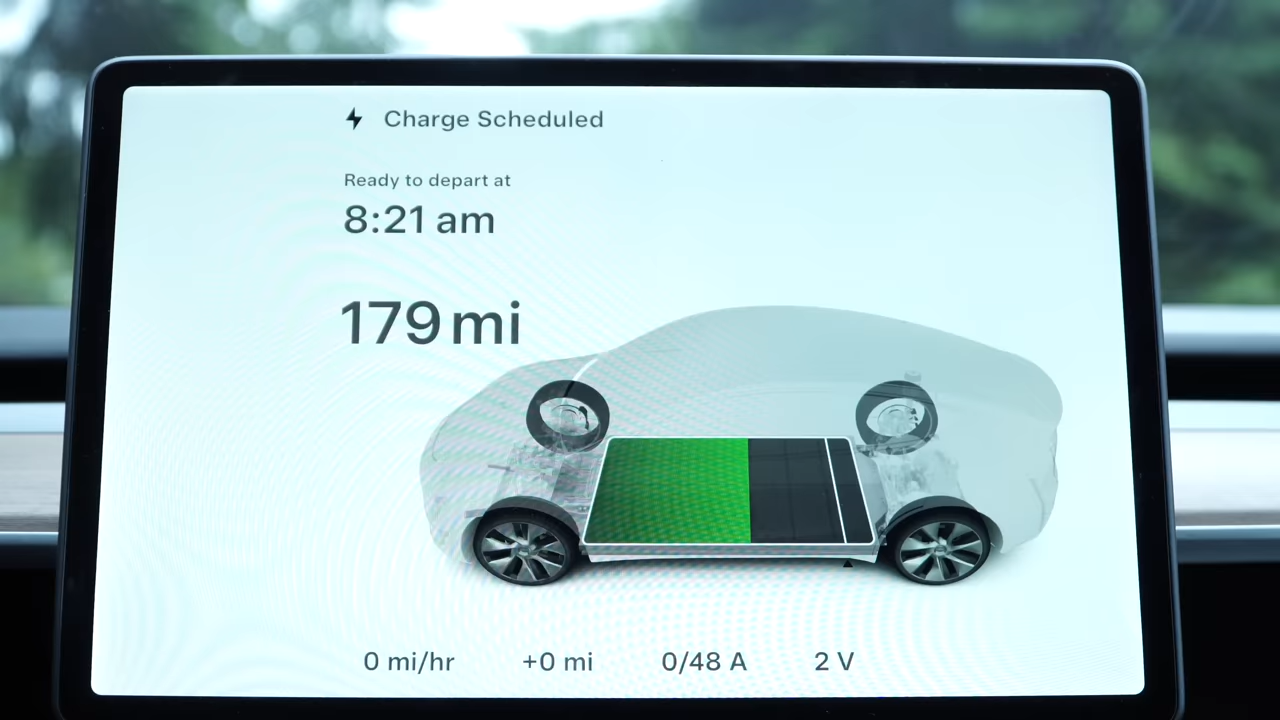 Charge Scheduled
Ready to depart at
8:21 am
179 mi
0 mi/hr +0 mi 0/48 A 2 V